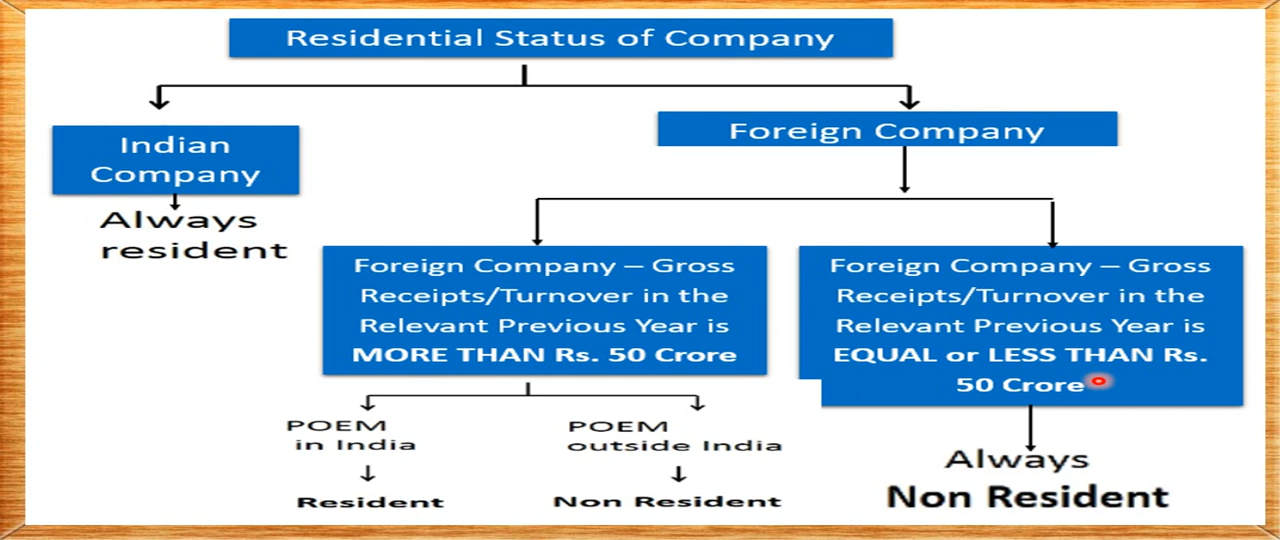 Residential Status of Company
Indian
Company
Foreign Company
Always
resident
Foreign Company – Gross
Receipts/Turnover in the
Relevant Previous Year is
MORE THAN Rs. 50 Crore
Foreign Company – Gross
Receipts/Turnover in the
Relevant Previous Year is
EQUAL or LESS THAN Rs.
50 Crore
POEM
in India
Resident
POEM
outside India
Non Resident
Always
Non Resident